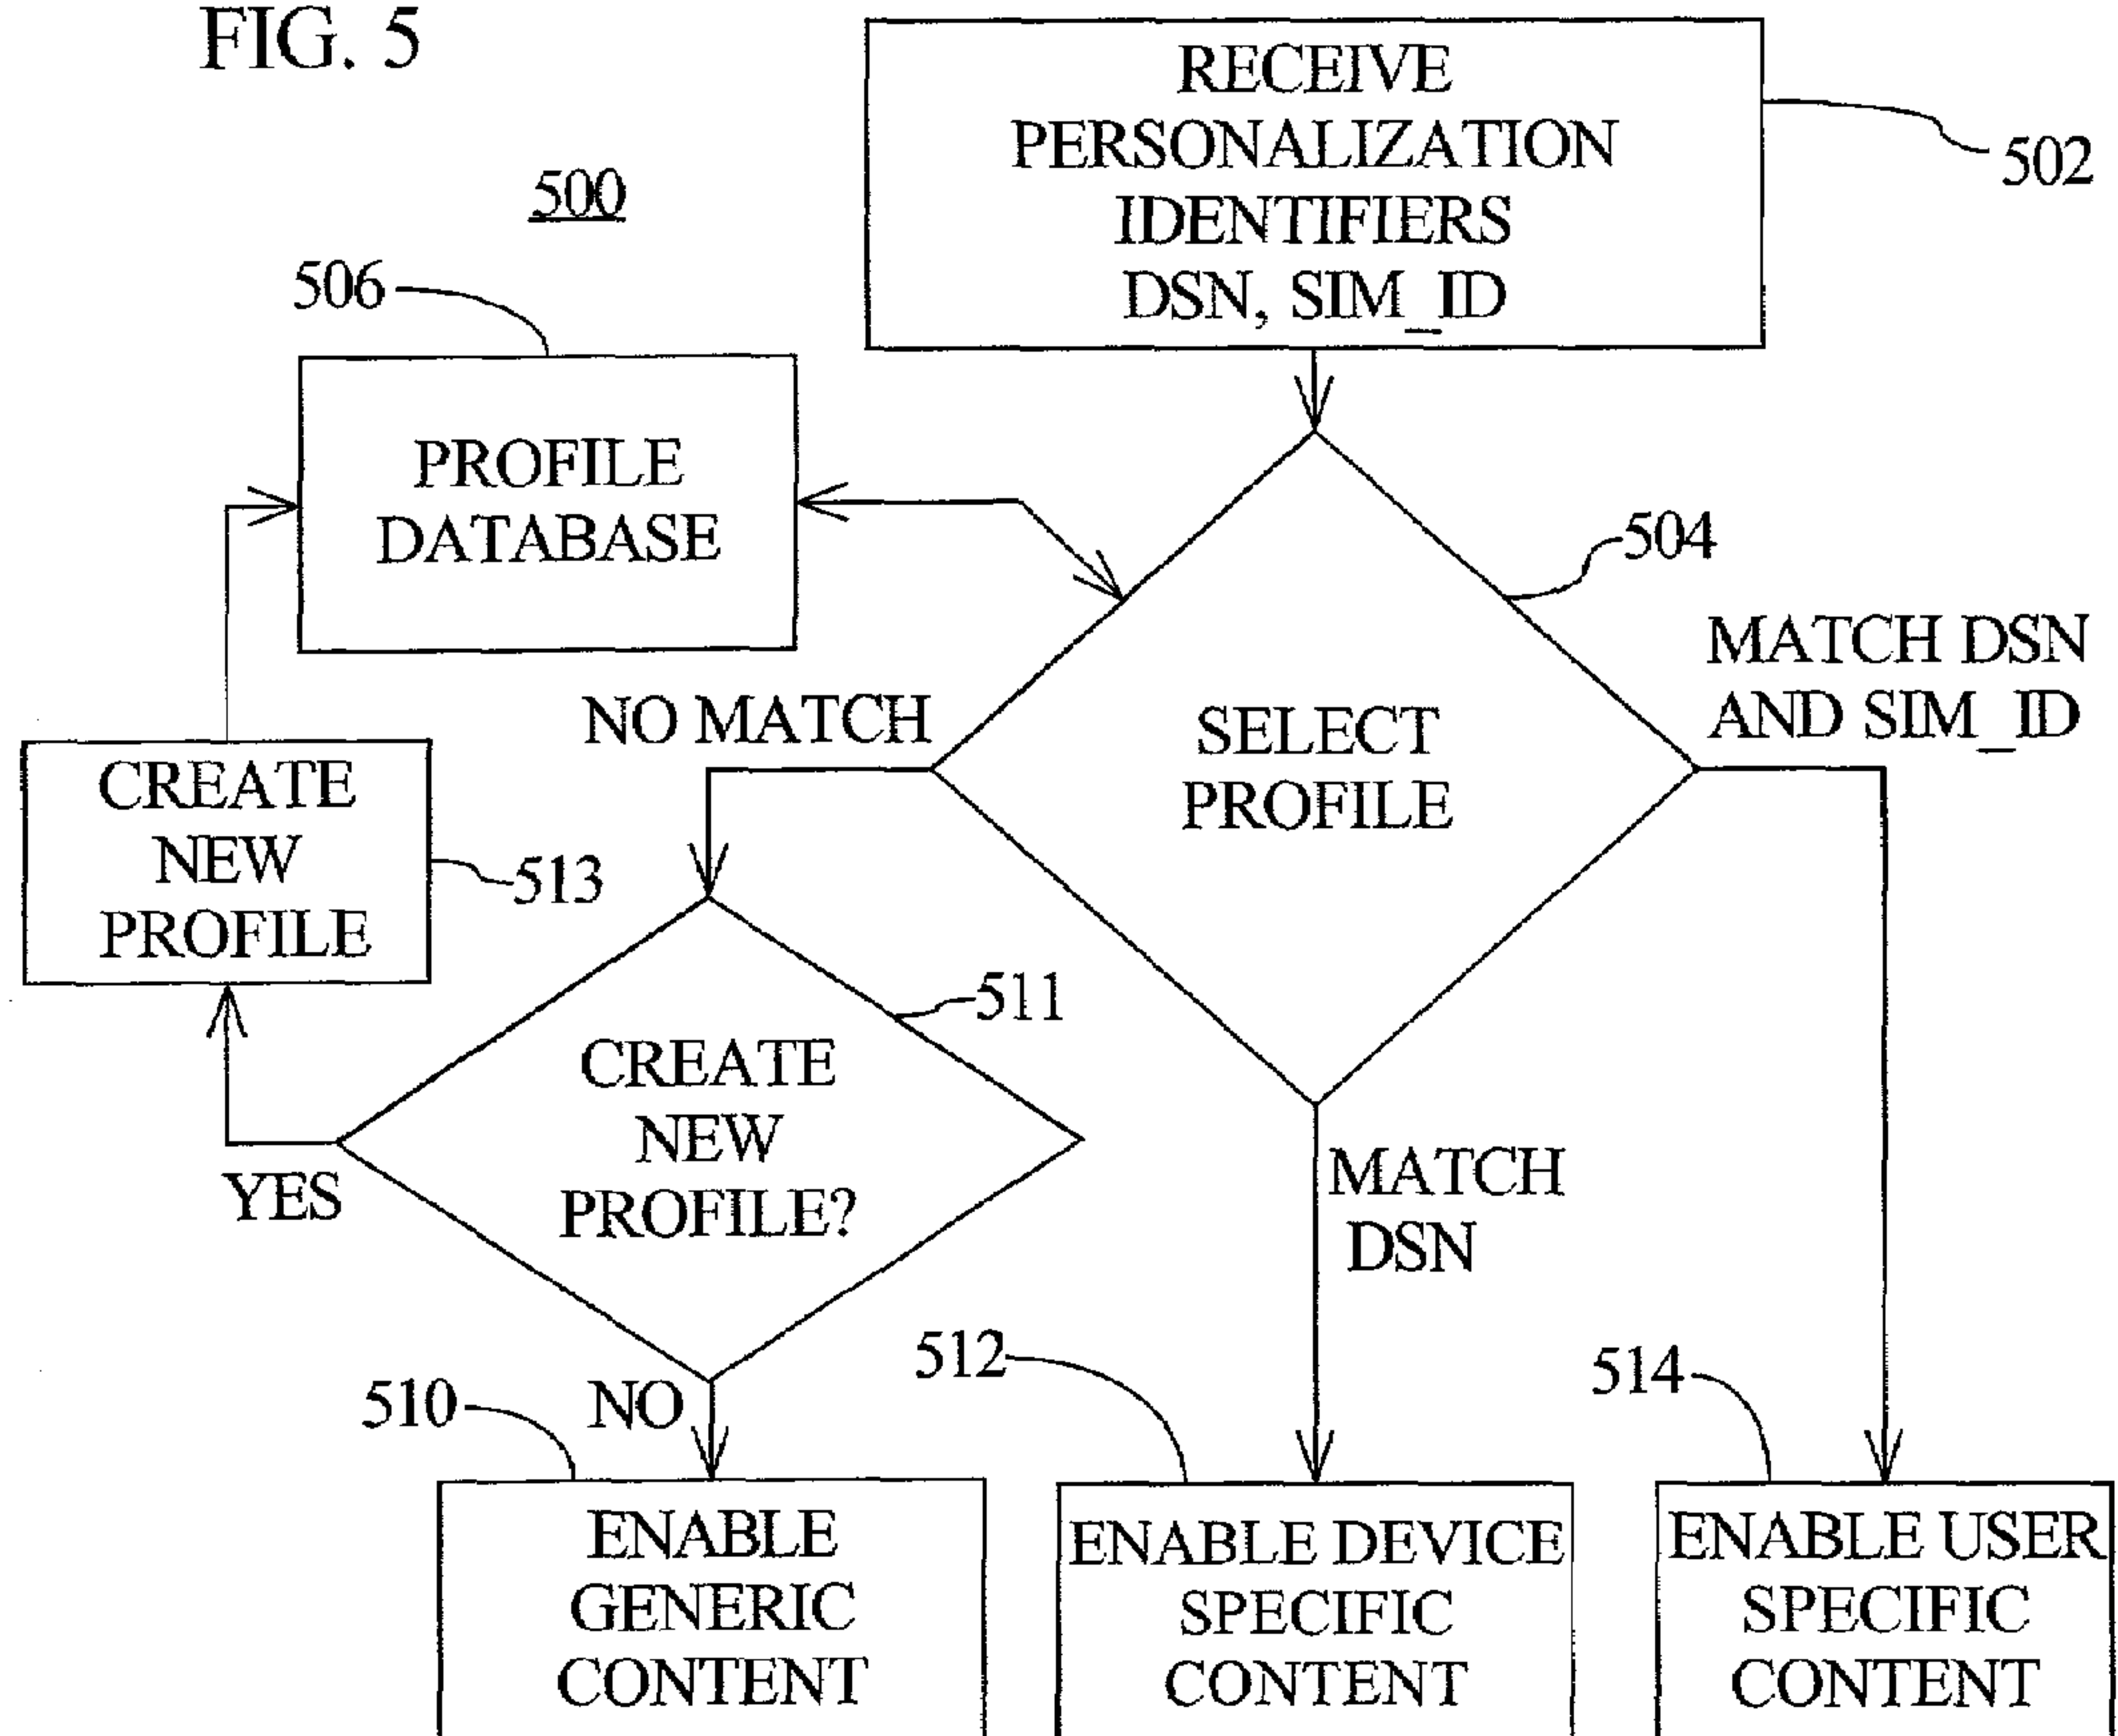 FIG. 5
500
RECEIVE
PERSONALIZATION
IDENTIFIERS
DSN, SIM_ID
502
506
PROFILE
DATABASE
504
MATCH DSN
AND SIM_ID
NO MATCH
SELECT
PROFILE
CREATE
NEW
PROFILE
513
511
CREATE
NEW
PROFILE?
YES
MATCH
DSN
NO
510
512
514
ENABLE
GENERIC
CONTENT
ENABLE DEVICE
SPECIFIC
CONTENT
ENABLE USER
SPECIFIC
CONTENT